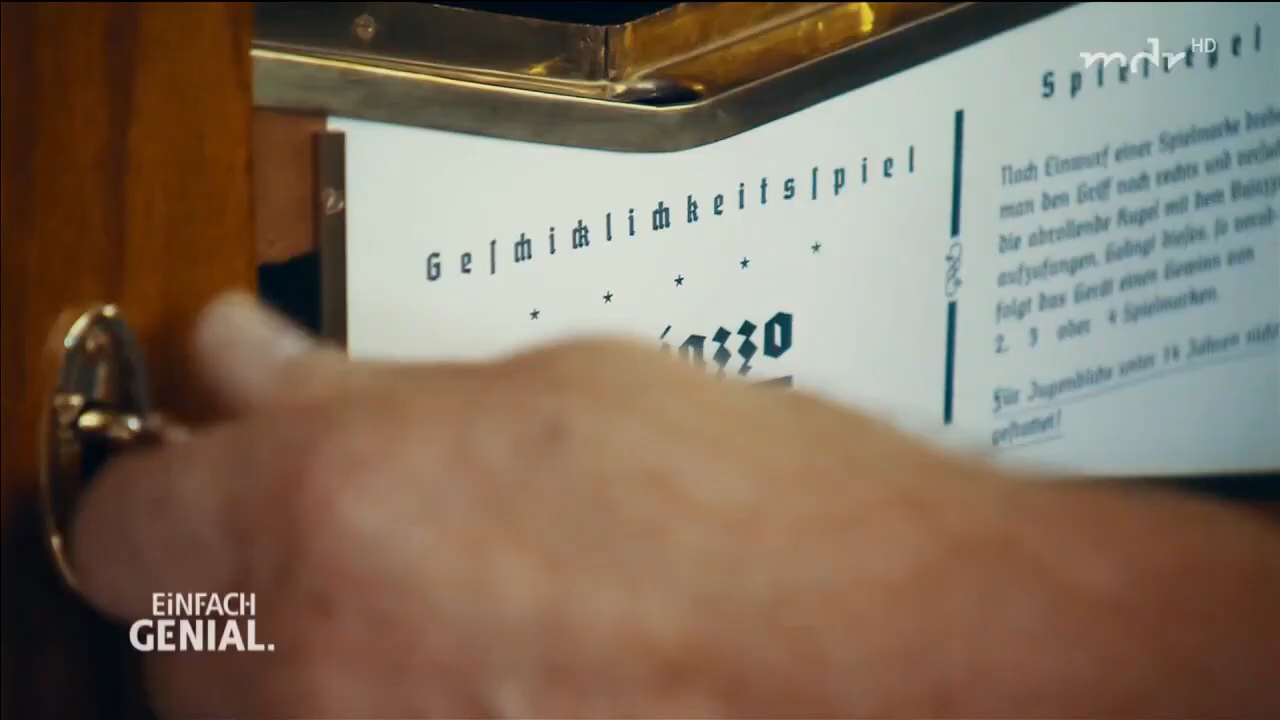 mdr HD
Geſchicklichkeitsſpiel
★ ★ ★ ★ ★
Nach Einwurf einer Spielmarke
man den Griff nach rechts und
die abrollende Kugel mit dem
aufzufangen. Gelingt dieſes, ſo
folgt das Gerät einen Gewinn von
2, 3 oder 4 Spielmarken.
Für Jugendliche unter 14 Jahren nicht
geſtattet!
EiNFACH
GENIAL.